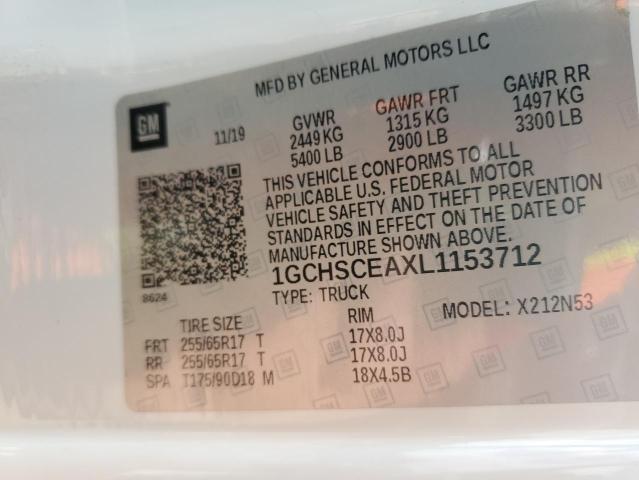 MFD BY GENERAL MOTORS LLC
GM
11/19
GVWR GAWR FRT GAWR RR
2449 KG 1315 KG 1497 KG
5400 LB 2900 LB 3300 LB
THIS VEHICLE CONFORMS TO ALL
APPLICABLE U.S. FEDERAL MOTOR
VEHICLE SAFETY AND THEFT PREVENTION
STANDARDS IN EFFECT ON THE DATE OF
MANUFACTURE SHOWN ABOVE.
1GCHSCEAXL1153712
8624
TYPE: TRUCK MODEL: X212N53
TIRE SIZE RIM
FRT 255/65R17 T 17X8.0J
RR 255/65R17 T 17X8.0J
SPA T175/90D18 M 18X4.5B